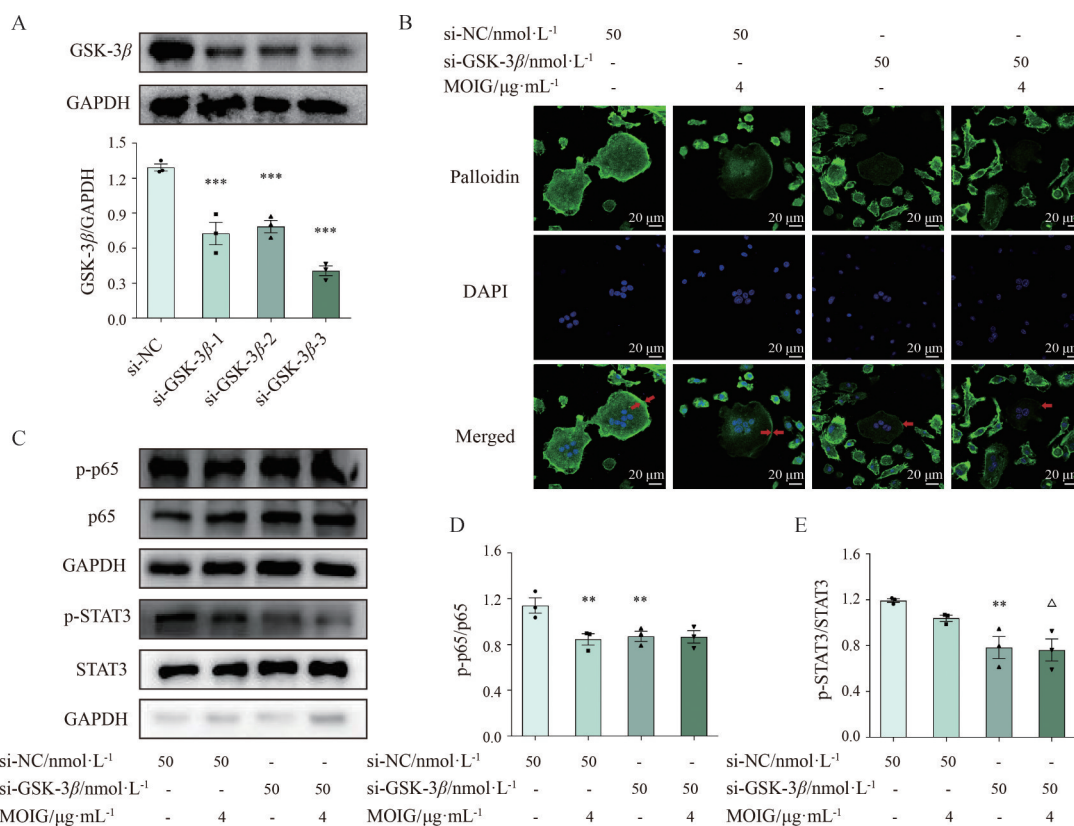 A
GSK-3β
GAPDH
GSK-3β/GAPDH
1.5
1.2
0.9
0.6
0.3
0.0
***
***
***
si-NC
si-GSK-3β-1
si-GSK-3β-2
si-GSK-3β-3
B
si-NC/nmol·L-1 50 50 - -
si-GSK-3β/nmol·L-1 - - 50 50
MOIG/μg·mL-1 - 4 - 4
Palloidin
20 μm 20 μm 20 μm 20 μm
DAPI
20 μm 20 μm 20 μm 20 μm
Merged
20 μm 20 μm 20 μm 20 μm
C
p-p65
p65
GAPDH
p-STAT3
STAT3
GAPDH
si-NC/nmol·L-1 50 50 - -
si-GSK-3β/nmol·L-1 - - 50 50
MOIG/μg·mL-1 - 4 - 4
D
p-p65/p65
1.6
1.2
0.8
0.4
0.0
** **
si-NC/nmol·L-1 50 50 - -
si-GSK-3β/nmol·L-1 - - 50 50
MOIG/μg·mL-1 - 4 - 4
E
p-STAT3/STAT3
1.6
1.2
0.8
0.4
0.0
** △
si-NC/nmol·L-1 50 50 - -
si-GSK-3β/nmol·L-1 - - 50 50
MOIG/μg·mL-1 - 4 - 4